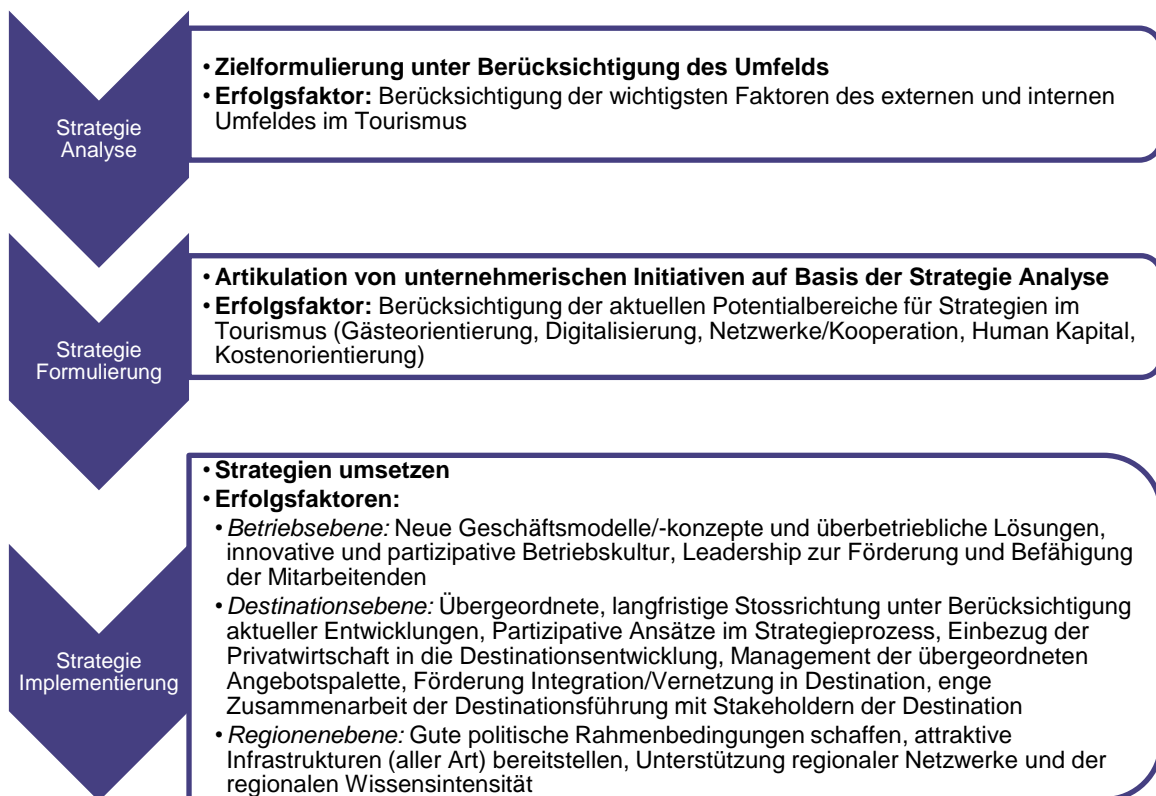 Strategie
Analyse
• Zielformulierung unter Berücksichtigung des Umfelds
• Erfolgsfaktor: Berücksichtigung der wichtigsten Faktoren des externen und internen
Umfeldes im Tourismus
Strategie
Formulierung
• Artikulation von unternehmerischen Initiativen auf Basis der Strategie Analyse
• Erfolgsfaktor: Berücksichtigung der aktuellen Potentialbereiche für Strategien im
Tourismus (Gästeorientierung, Digitalisierung, Netzwerke/Kooperation, Human Kapital,
Kostenorientierung)
Strategie
Implementierung
• Strategien umsetzen
• Erfolgsfaktoren:
• Betriebsebene: Neue Geschäftsmodelle/-konzepte und überbetriebliche Lösungen,
innovative und partizipative Betriebskultur, Leadership zur Förderung und Befähigung
der Mitarbeitenden
• Destinationsebene: Übergeordnete, langfristige Stossrichtung unter Berücksichtigung
aktueller Entwicklungen, Partizipative Ansätze im Strategieprozess, Einbezug der
Privatwirtschaft in die Destinationsentwicklung, Management der übergeordneten
Angebotspalette, Förderung Integration/Vernetzung in Destination, enge
Zusammenarbeit der Destinationsführung mit Stakeholdern der Destination
• Regionenebene: Gute politische Rahmenbedingungen schaffen, attraktive
Infrastrukturen (aller Art) bereitstellen, Unterstützung regionaler Netzwerke und der
regionalen Wissensintensität